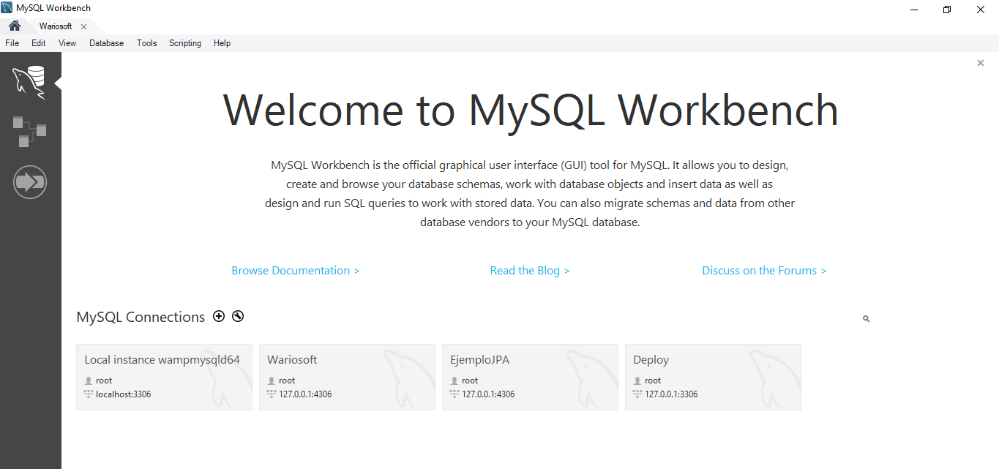 MySQL Workbench
Wariosoft
File Edit View Database Tools Scripting Help
Welcome to MySQL Workbench
MySQL Workbench is the official graphical user interface (GUI) tool for MySQL. It allows you to design,
create and browse your database schemas, work with database objects and insert data as well as
design and run SQL queries to work with stored data. You can also migrate schemas and data from other
database vendors to your MySQL database.
Browse Documentation > Read the Blog > Discuss on the Forums >
MySQL Connections
Local instance wampmysqld64
root
localhost:3306
Wariosoft
root
127.0.0.1:4306
EjemploJPA
root
127.0.0.1:4306
Deploy
root
127.0.0.1:3306